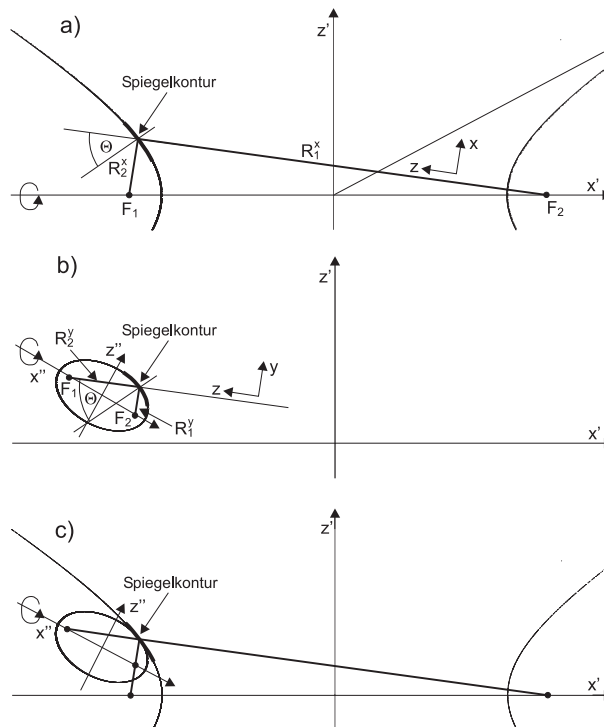 a)
z'
Spiegelkontur
Θ
R₂ˣ
R₁ˣ
x
z
x'
F₁
F₂
b)
z'
Spiegelkontur
z''
R₂ʸ
x''
F₁
Θ
F₂
R₁ʸ
y
z
x'
c)
z'
Spiegelkontur
z''
x''
x'